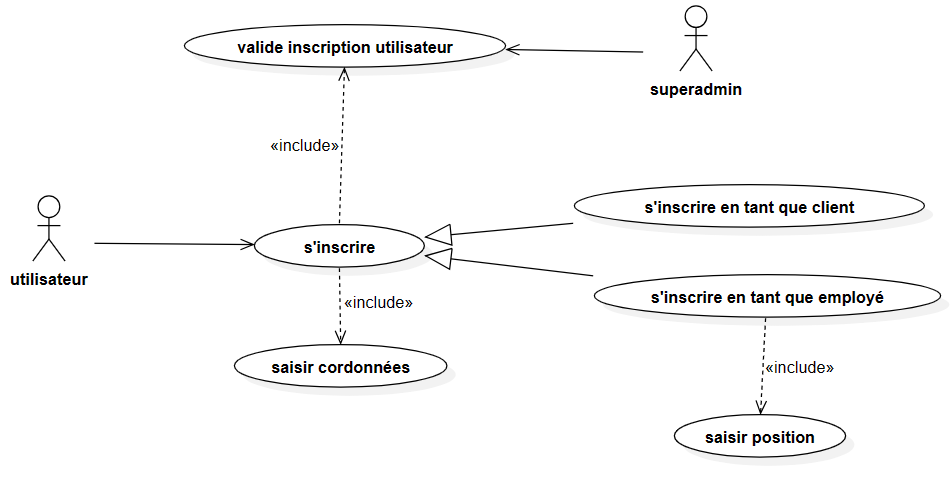 valide inscription utilisateur
superadmin
«include»
s'inscrire en tant que client
s'inscrire
utilisateur
s'inscrire en tant que employé
«include»
saisir cordonnées
«include»
saisir position